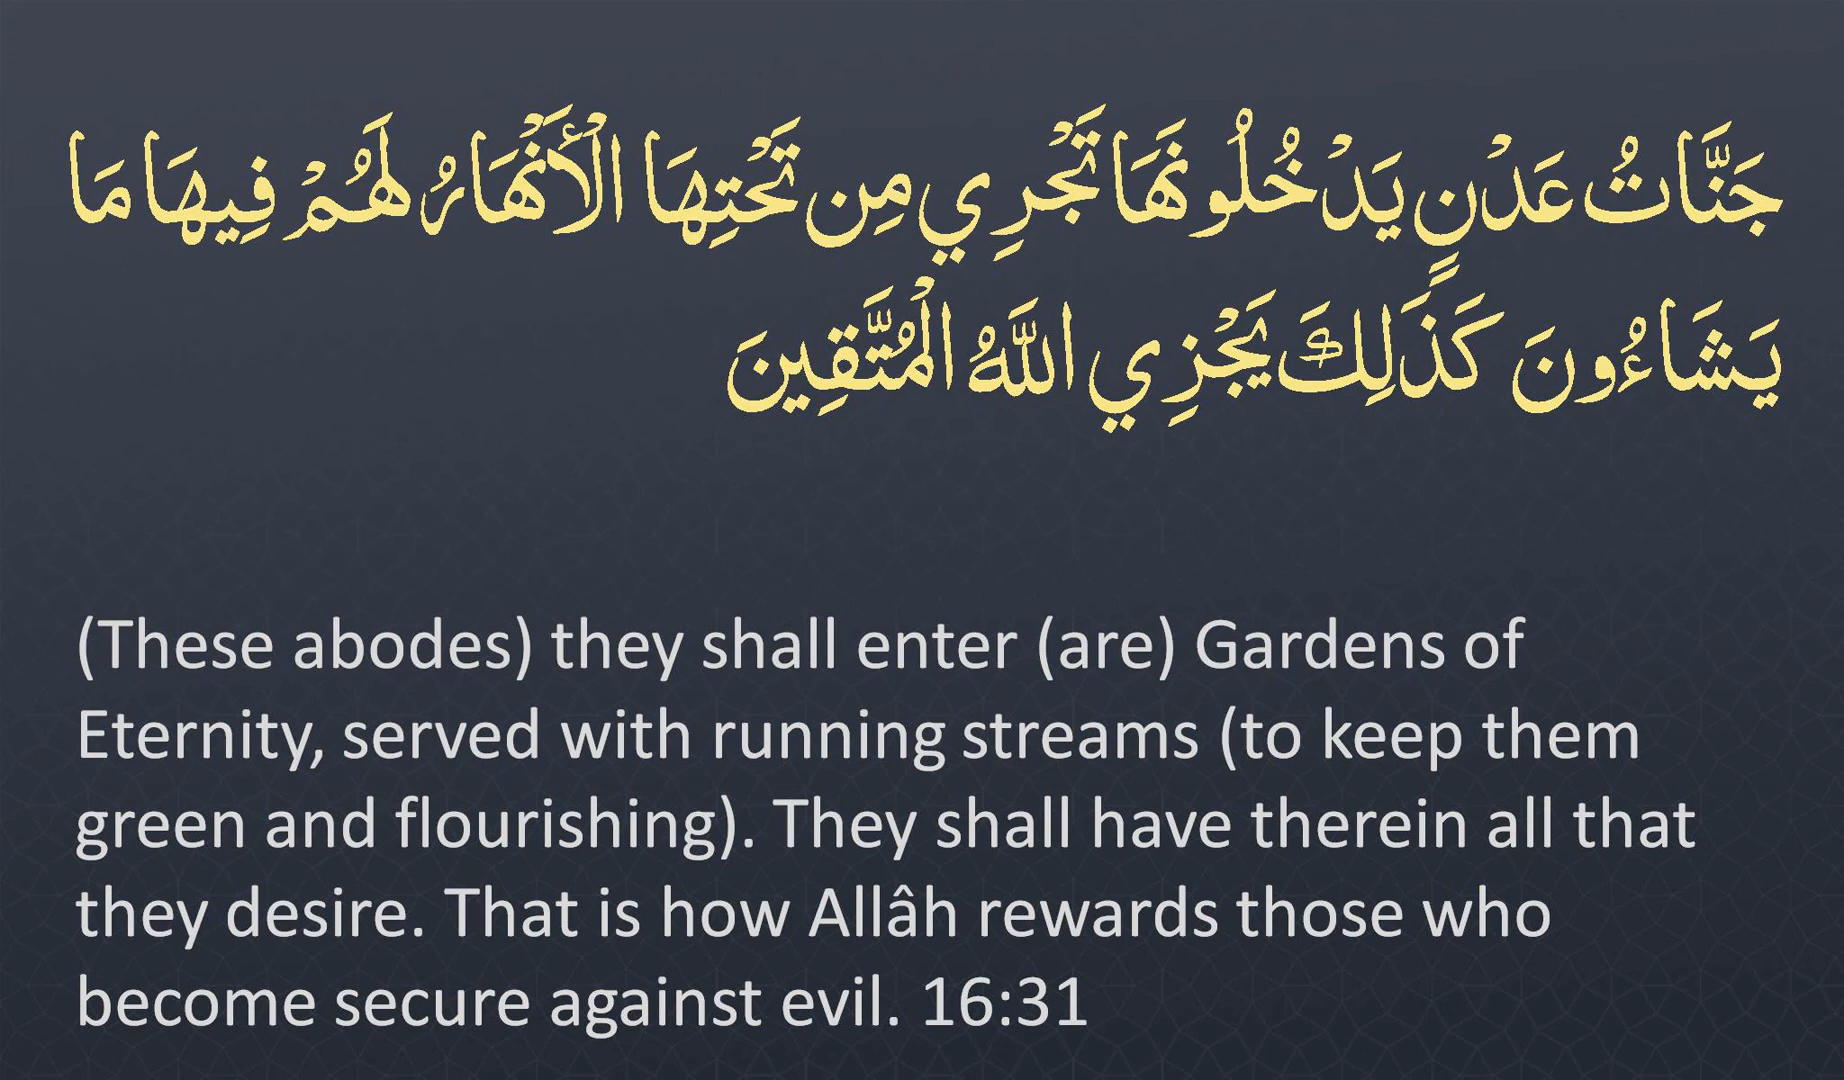 جَنَّاتُ عَدْنٍ يَدْخُلُونَهَا تَجْرِي مِن تَحْتِهَا الْأَنْهَارُ لَهُمْ فِيهَا مَا
يَشَاءُونَ كَذَلِكَ يَجْزِي اللَّهُ الْمُتَّقِينَ
(These abodes) they shall enter (are) Gardens of
Eternity, served with running streams (to keep them
green and flourishing). They shall have therein all that
they desire. That is how Allâh rewards those who
become secure against evil. 16:31